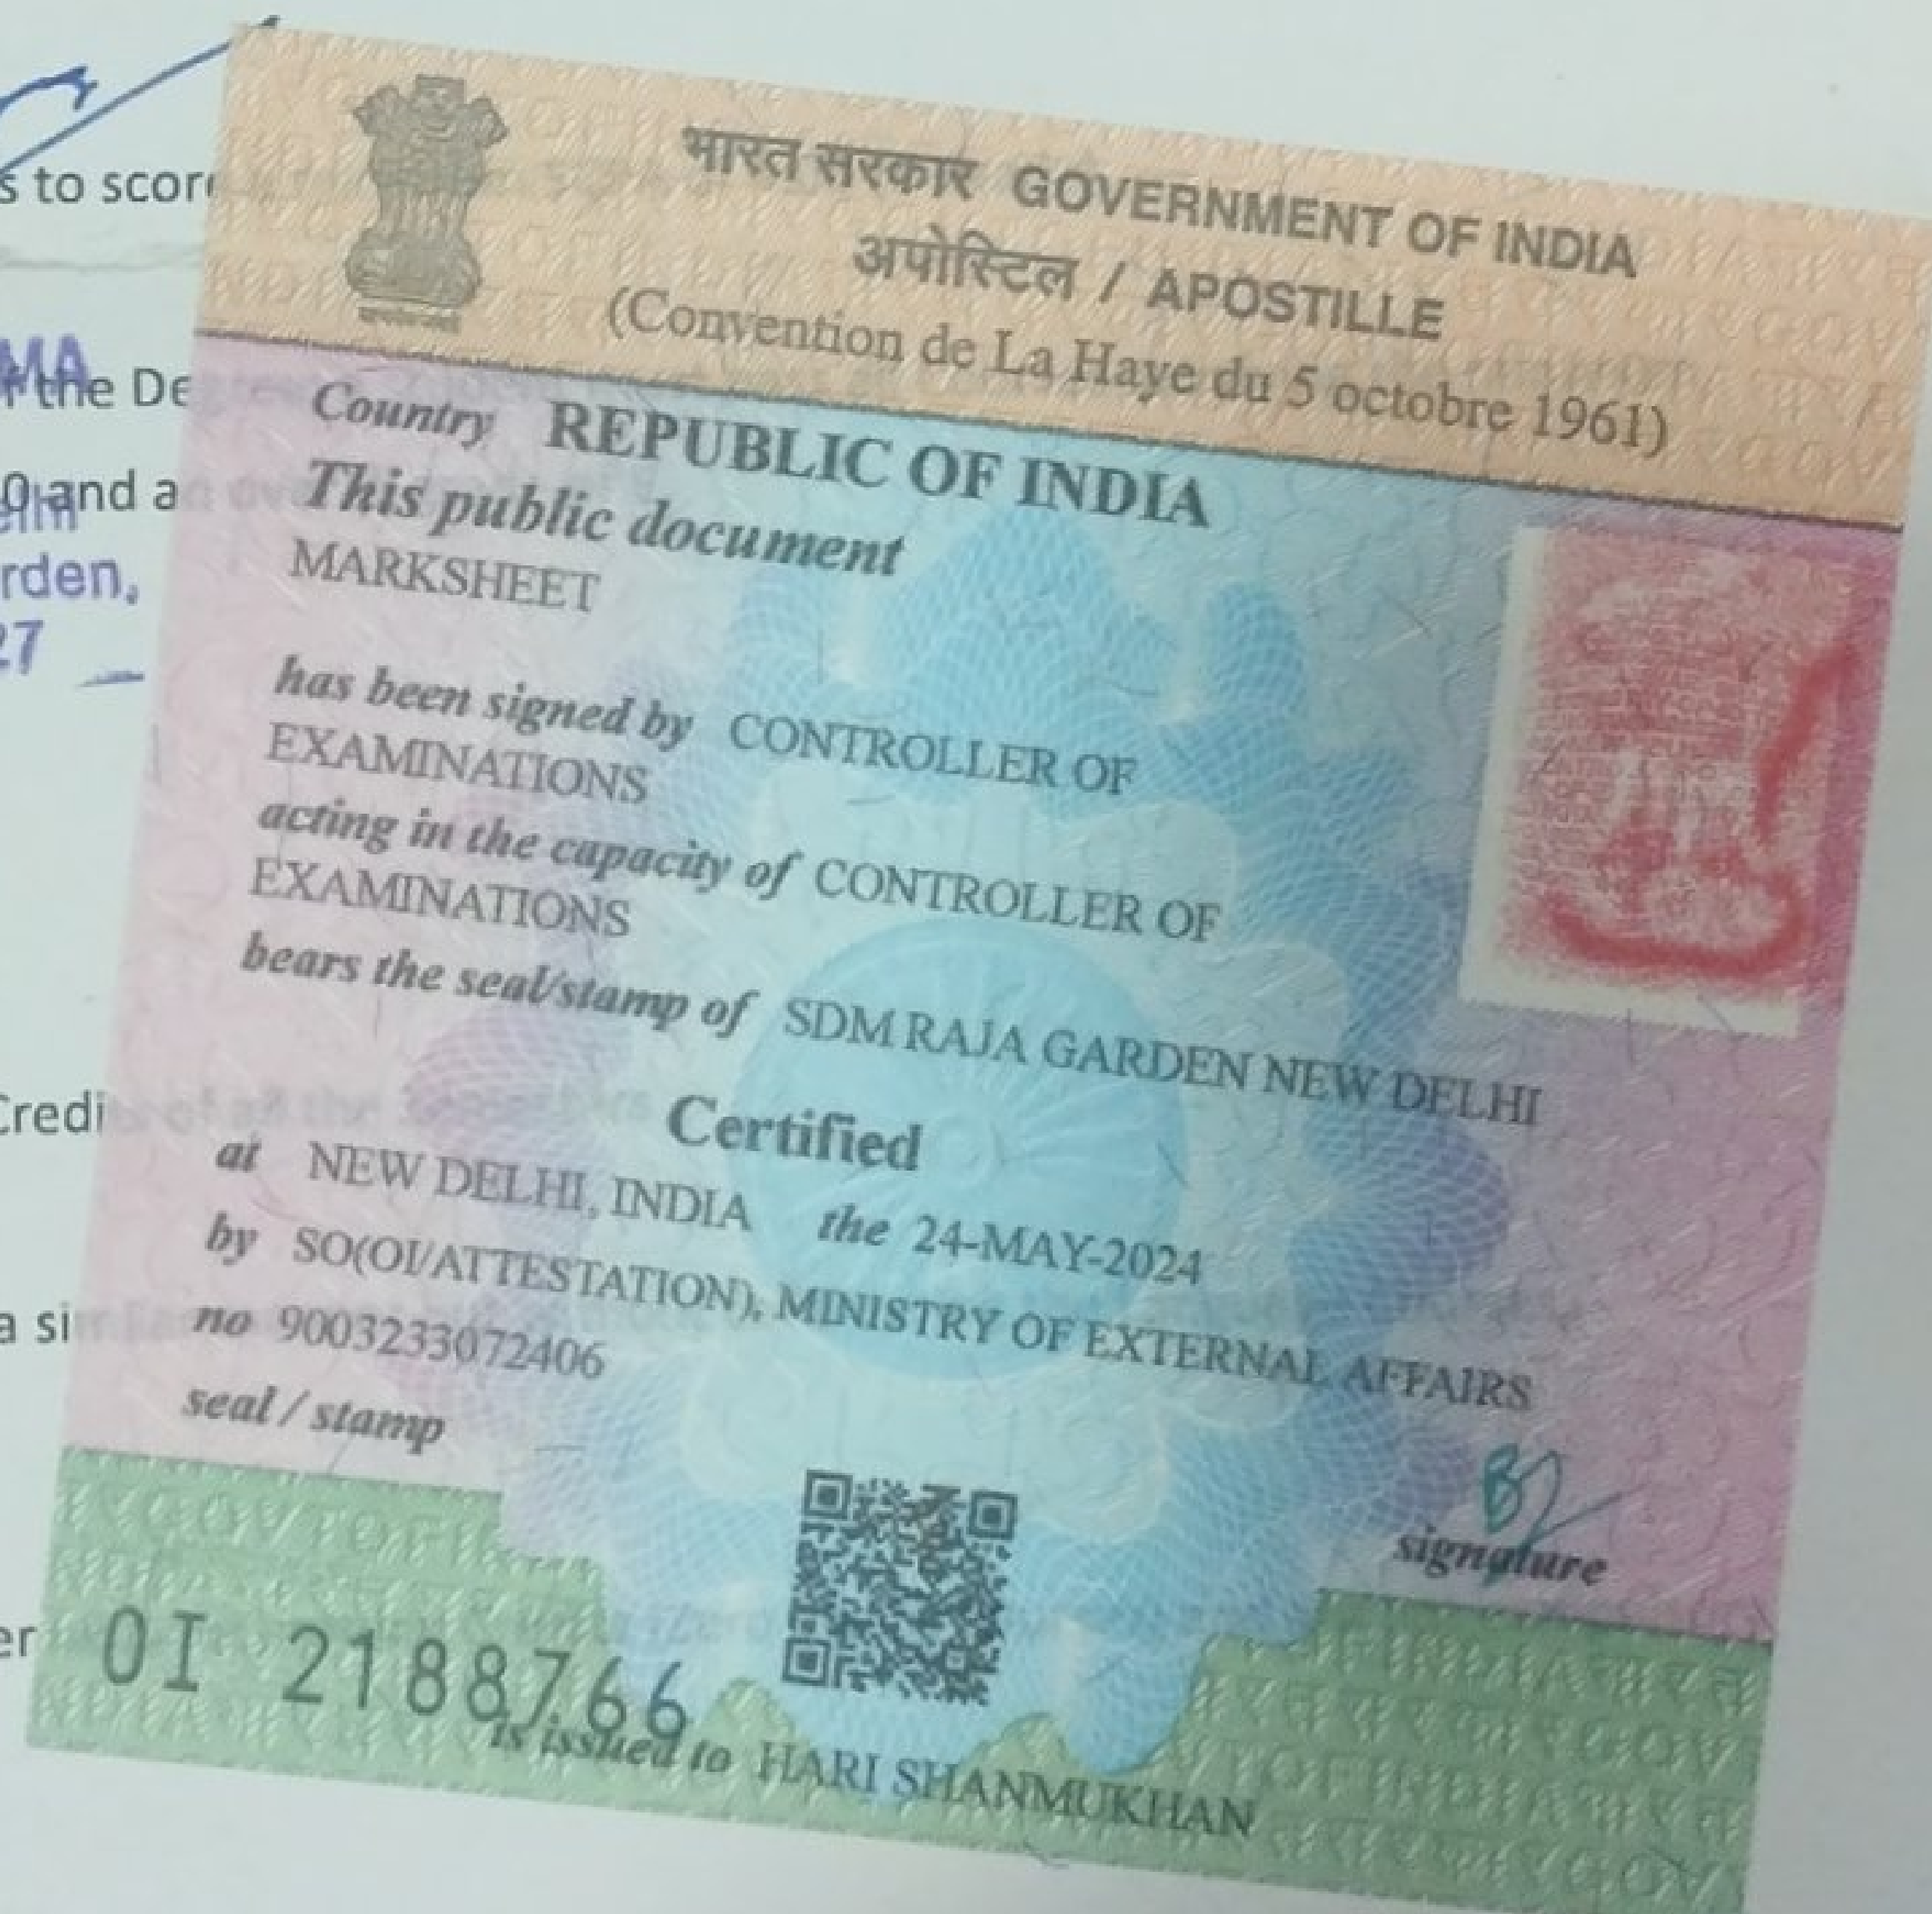 s to scor
MA
f the De
0 and a
elhi
rden,
27
Credi
a si
er
भारत सरकार GOVERNMENT OF INDIA
अपोस्टिल / APOSTILLE
(Convention de La Haye du 5 octobre 1961)
Country REPUBLIC OF INDIA
This public document
MARKSHEET
has been signed by CONTROLLER OF
EXAMINATIONS
acting in the capacity of CONTROLLER OF
EXAMINATIONS
bears the seal/stamp of SDM RAJA GARDEN NEW DELHI
Certified
at NEW DELHI, INDIA the 24-MAY-2024
by SO(OI/ATTESTATION), MINISTRY OF EXTERNAL AFFAIRS
no 9003233072406
seal / stamp
signature
OI 2188766
is issued to HARI SHANMUKHAN